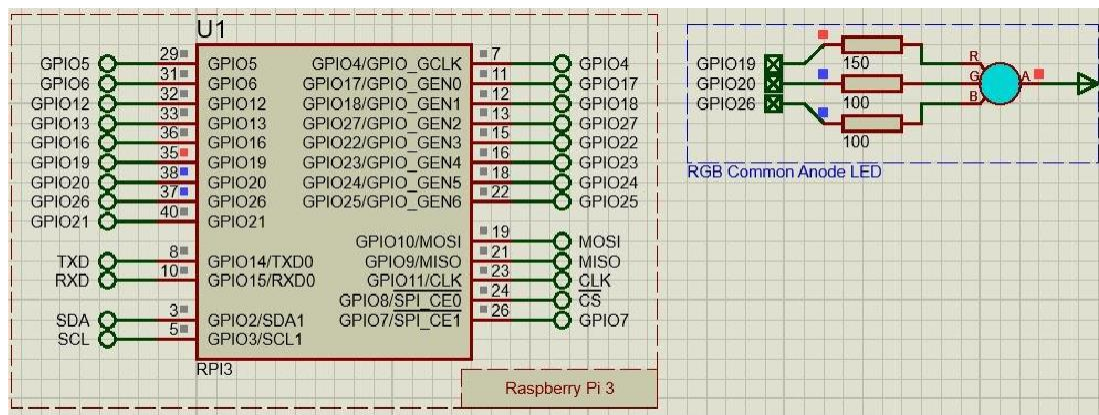 U1
GPIO5 29 GPIO5 GPIO4/GPIO_GCLK 7 GPIO4
GPIO6 31 GPIO6 GPIO17/GPIO_GEN0 11 GPIO17
GPIO12 32 GPIO12 GPIO18/GPIO_GEN1 12 GPIO18
GPIO13 33 GPIO13 GPIO27/GPIO_GEN2 13 GPIO27
GPIO16 36 GPIO16 GPIO22/GPIO_GEN3 15 GPIO22
GPIO19 35 GPIO19 GPIO23/GPIO_GEN4 16 GPIO23
GPIO20 38 GPIO20 GPIO24/GPIO_GEN5 18 GPIO24
GPIO26 37 GPIO26 GPIO25/GPIO_GEN6 22 GPIO25
GPIO21 40 GPIO21
GPIO10/MOSI 19 MOSI
TXD 8 GPIO14/TXD0 GPIO9/MISO 21 MISO
RXD 10 GPIO15/RXD0 GPIO11/CLK 23 CLK
GPIO8/SPI_CE0 24 CS
SDA 3 GPIO2/SDA1 GPIO7/SPI_CE1 26 GPIO7
SCL 5 GPIO3/SCL1
RPI3
Raspberry Pi 3
GPIO19 150 R
GPIO20 100 G A
GPIO26 100 B
RGB Common Anode LED